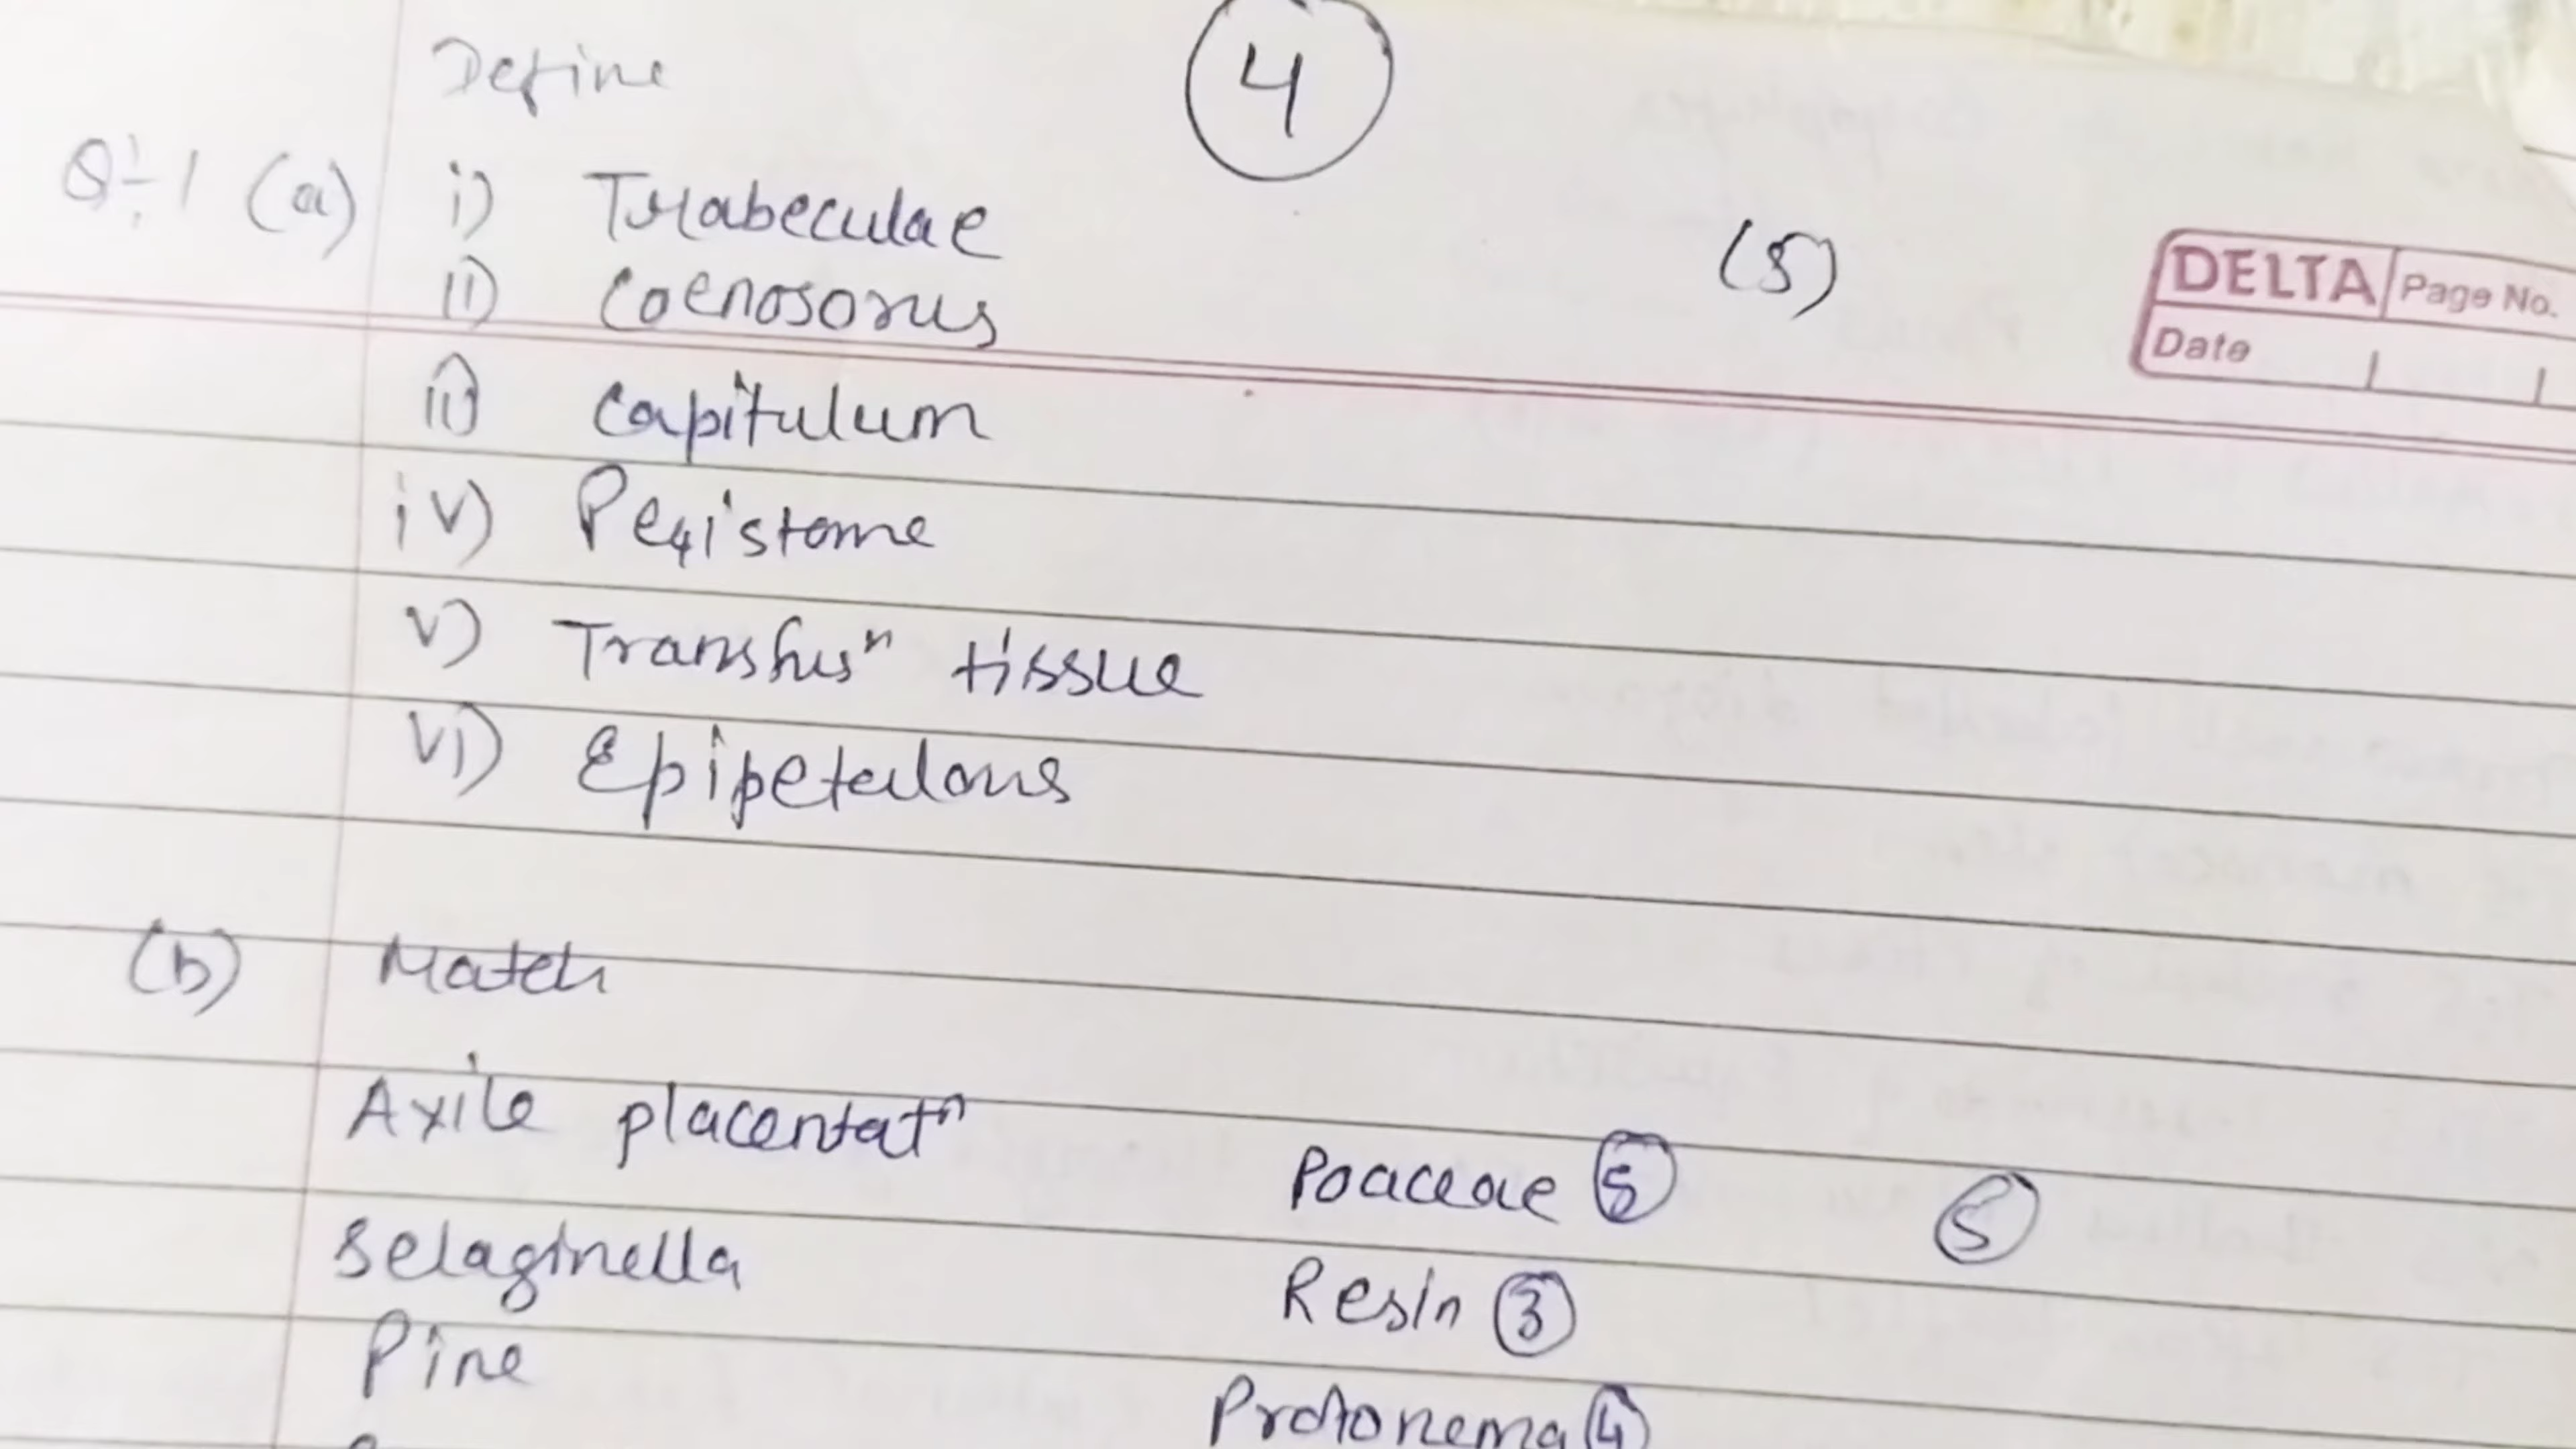 Define
4
Q÷1 (a) i) Trabeculae
(5)
ii) Coenosorus
DELTA Page No.
Date
iii) Capitulum
iv) Peristome
v) Transfusⁿ tissue
vi) Epipetalous
(b) Match
Axile placentatⁿ
Poaceae 5
5
Selaginella
Resin 3
Pine
Protonema 4